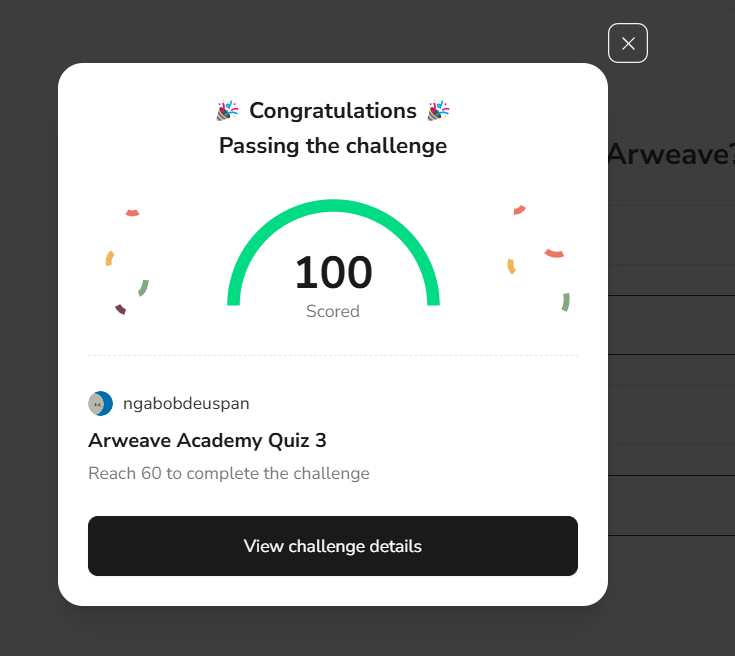 🎉 Congratulations 🎉
Passing the challenge
Arweave?
100
Scored
ngabobdeuspan
Arweave Academy Quiz 3
Reach 60 to complete the challenge
View challenge details